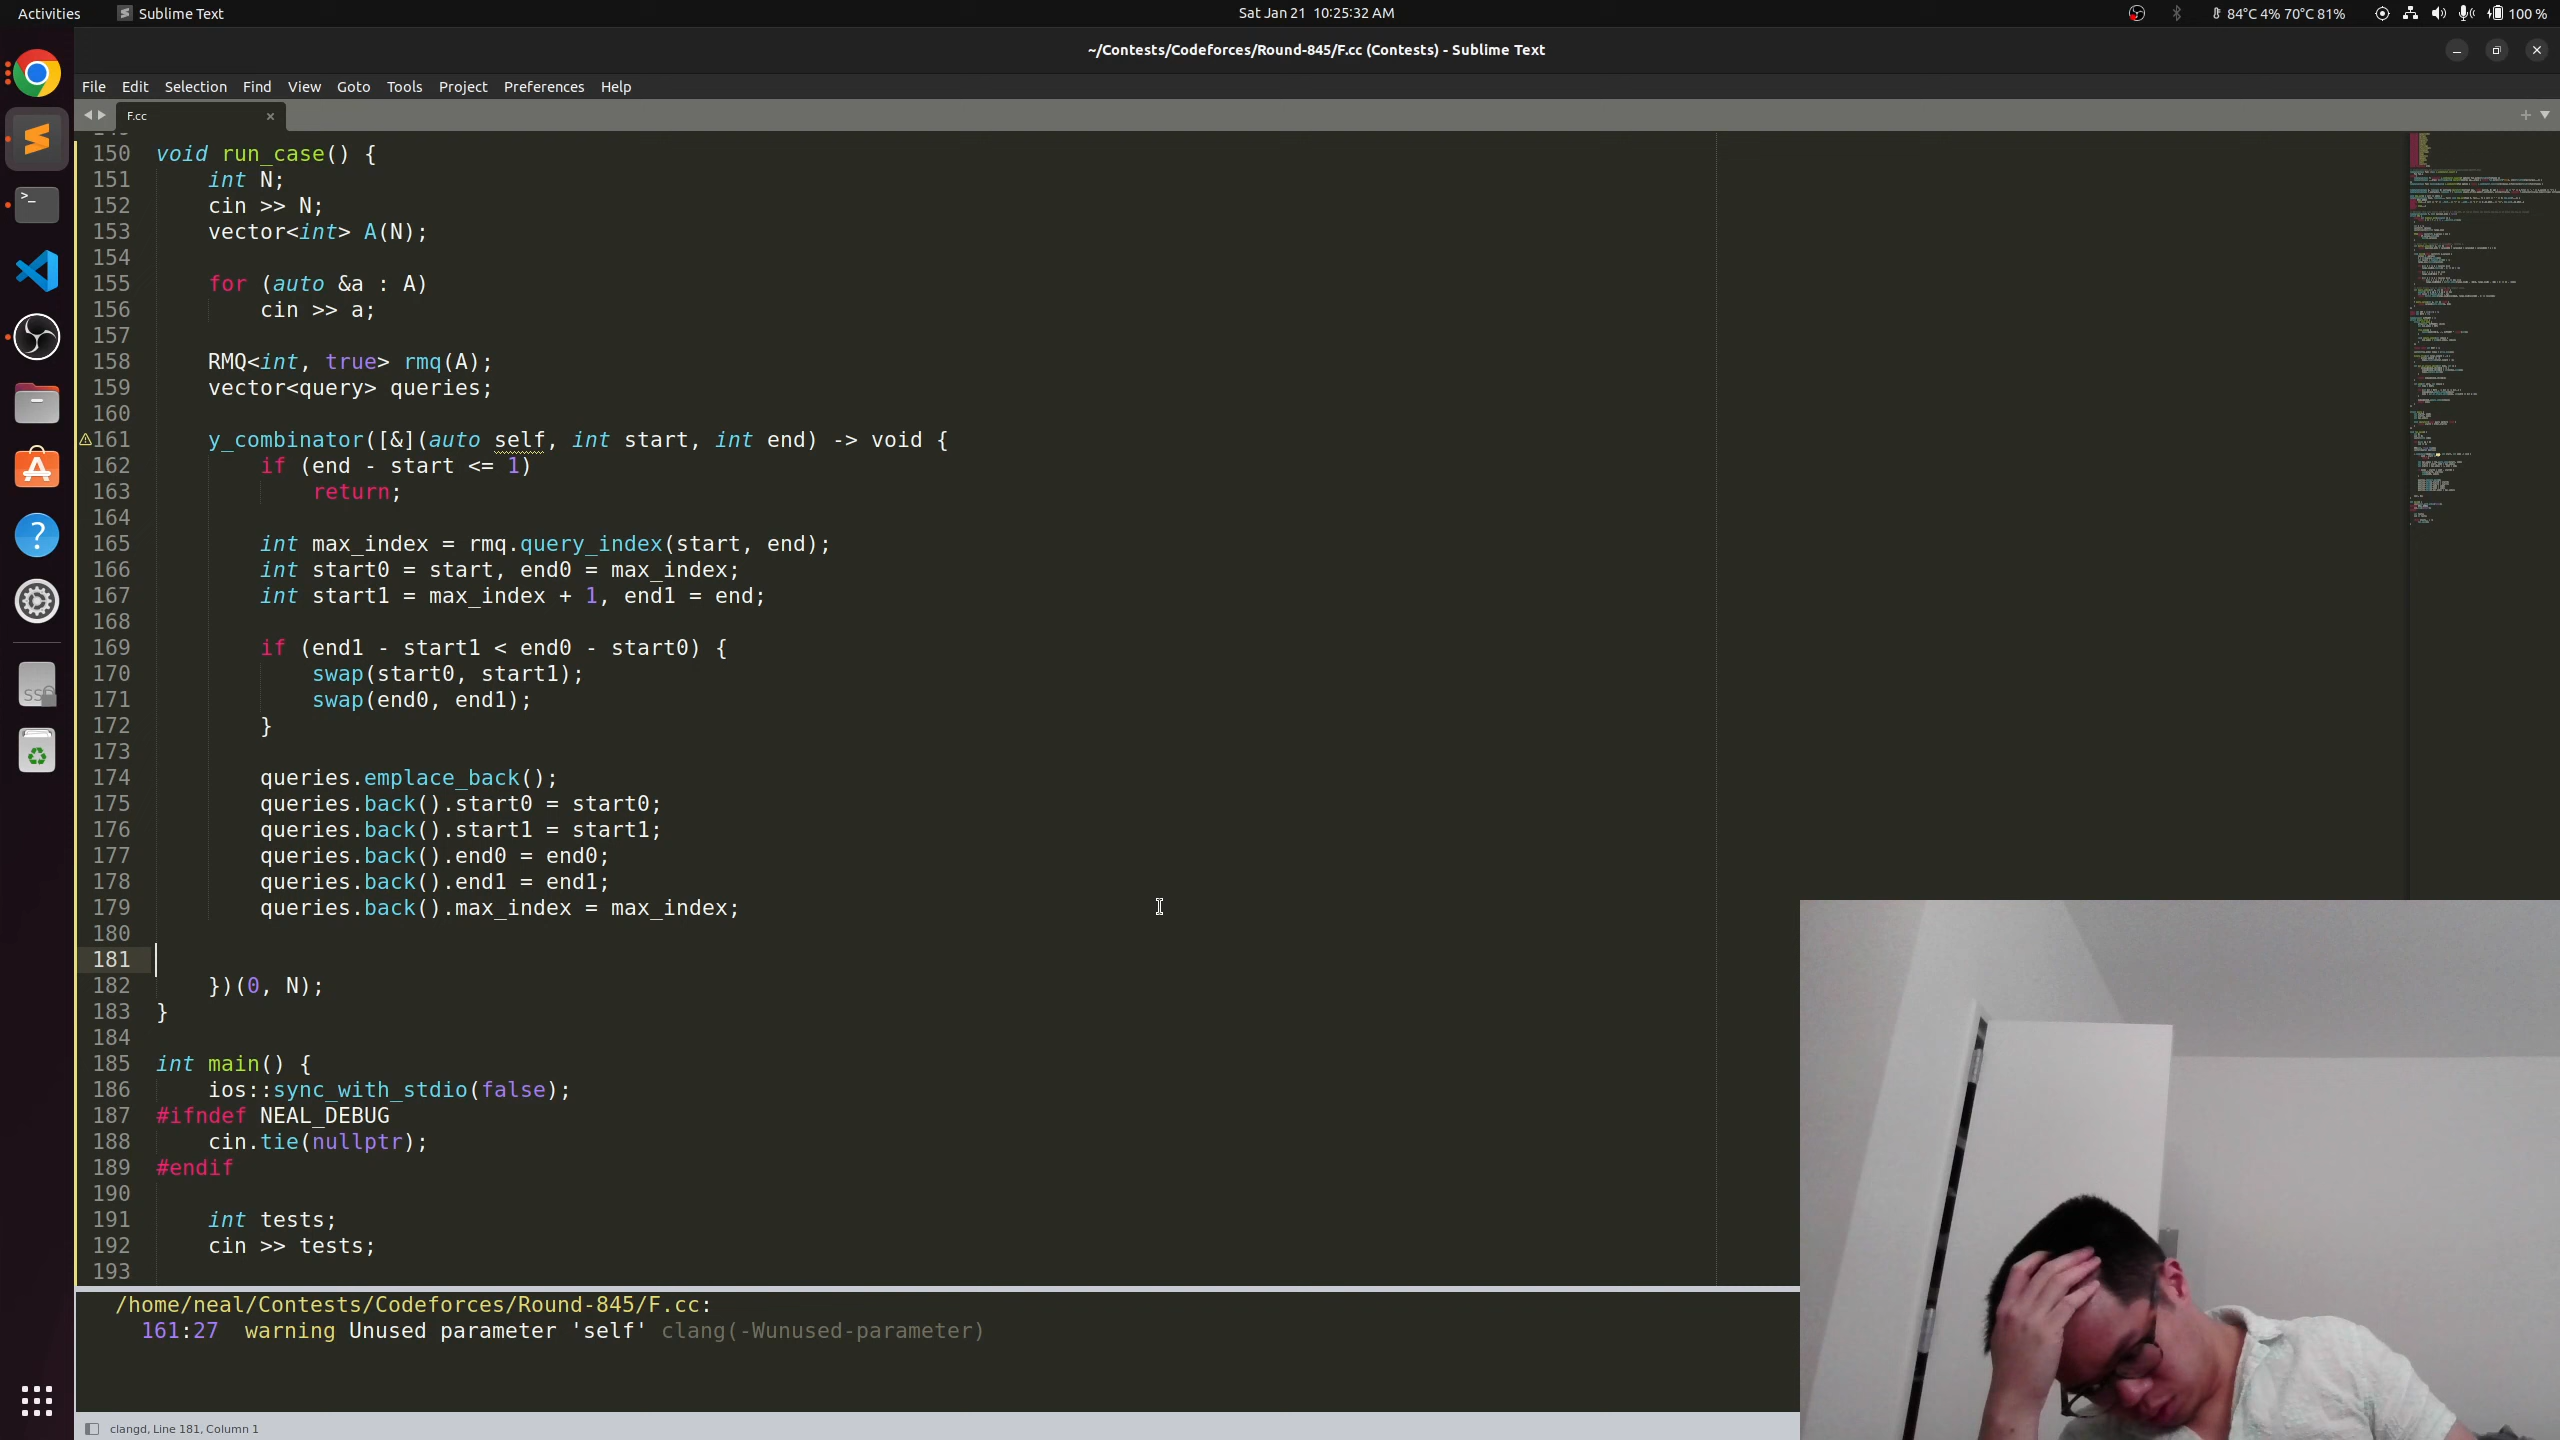 Activities
Sublime Text
Sat Jan 21 10:25:32 AM
84°C 4% 70°C 81%
100 %
~/Contests/Codeforces/Round-845/F.cc (Contests) - Sublime Text
File Edit Selection Find View Goto Tools Project Preferences Help
F.cc
150 void run_case() {
151 int N;
152 cin >> N;
153 vector<int> A(N);
154
155 for (auto &a : A)
156 cin >> a;
157
158 RMQ<int, true> rmq(A);
159 vector<query> queries;
160
161 y_combinator([&](auto self, int start, int end) -> void {
162 if (end - start <= 1)
163 return;
164
165 int max_index = rmq.query_index(start, end);
166 int start0 = start, end0 = max_index;
167 int start1 = max_index + 1, end1 = end;
168
169 if (end1 - start1 < end0 - start0) {
170 swap(start0, start1);
171 swap(end0, end1);
172 }
173
174 queries.emplace_back();
175 queries.back().start0 = start0;
176 queries.back().start1 = start1;
177 queries.back().end0 = end0;
178 queries.back().end1 = end1;
179 queries.back().max_index = max_index;
180
181
182 })(0, N);
183 }
184
185 int main() {
186 ios::sync_with_stdio(false);
187 #ifndef NEAL_DEBUG
188 cin.tie(nullptr);
189 #endif
190
191 int tests;
192 cin >> tests;
193
/home/neal/Contests/Codeforces/Round-845/F.cc:
161:27 warning Unused parameter 'self' clang(-Wunused-parameter)
clangd, Line 181, Column 1